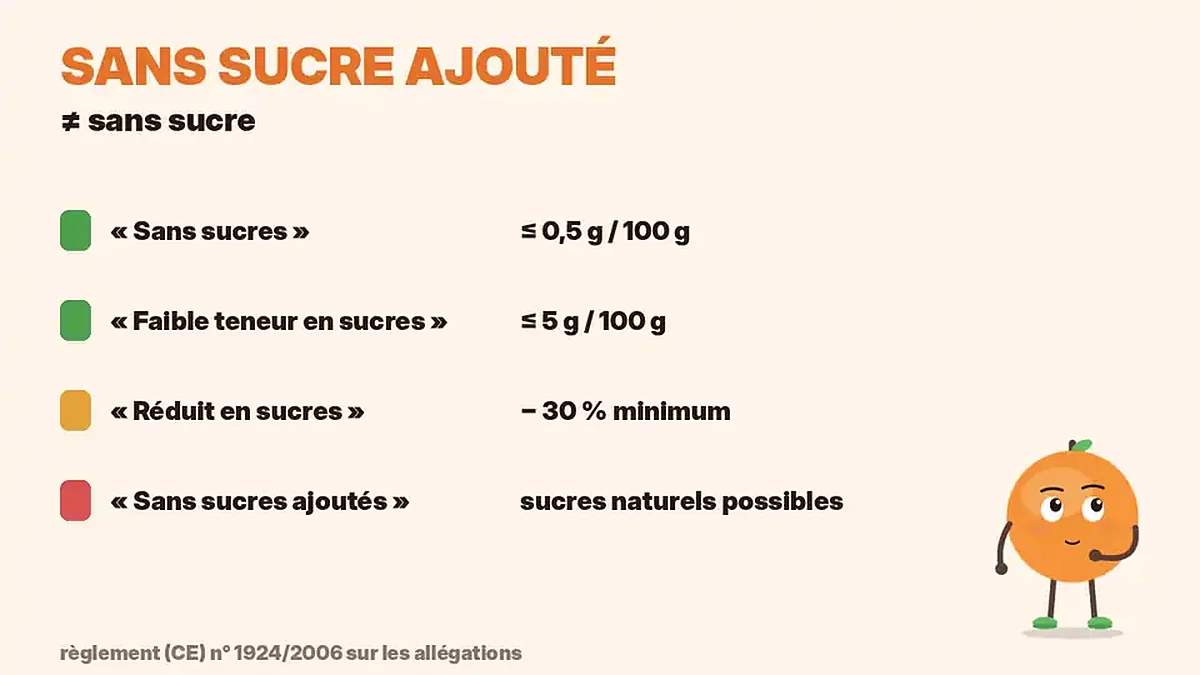 SANS SUCRE AJOUTÉ
≠ sans sucre
« Sans sucres » ≤ 0,5 g / 100 g
« Faible teneur en sucres » ≤ 5 g / 100 g
« Réduit en sucres » − 30 % minimum
« Sans sucres ajoutés » sucres naturels possibles
règlement (CE) n° 1924/2006 sur les allégations